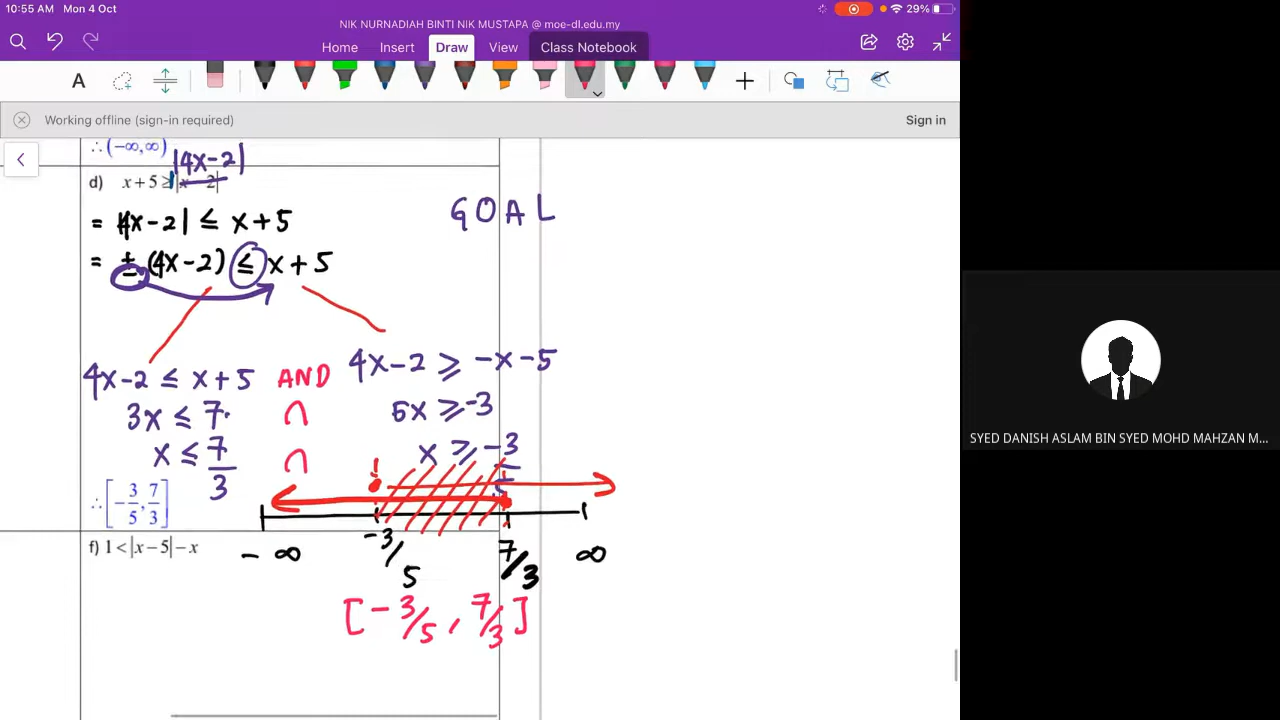 10:55 AM Mon 4 Oct
29%
NIK NURNADIAH BINTI NIK MUSTAPA @ moe-dl.edu.my
Home Insert Draw View Class Notebook
A
Working offline (sign-in required) Sign in
∴ (−∞,∞)
|4x−2|
d) x + 5 ≥ |x − 2|
= |4x−2| ≤ x+5
GOAL
= ± (4x−2) ≤ x+5
4x−2 ≤ x+5 AND 4x−2 ≥ −x−5
3x ≤ 7 ∩ 5x ≥ −3
x ≤ 7/3 ∩ x ≥ −3/5
∴ [−3/5, 7/3]
f) 1 < |x − 5| − x
−∞ −3/5 7/3 ∞
[−3/5, 7/3]
SYED DANISH ASLAM BIN SYED MOHD MAHZAN M...